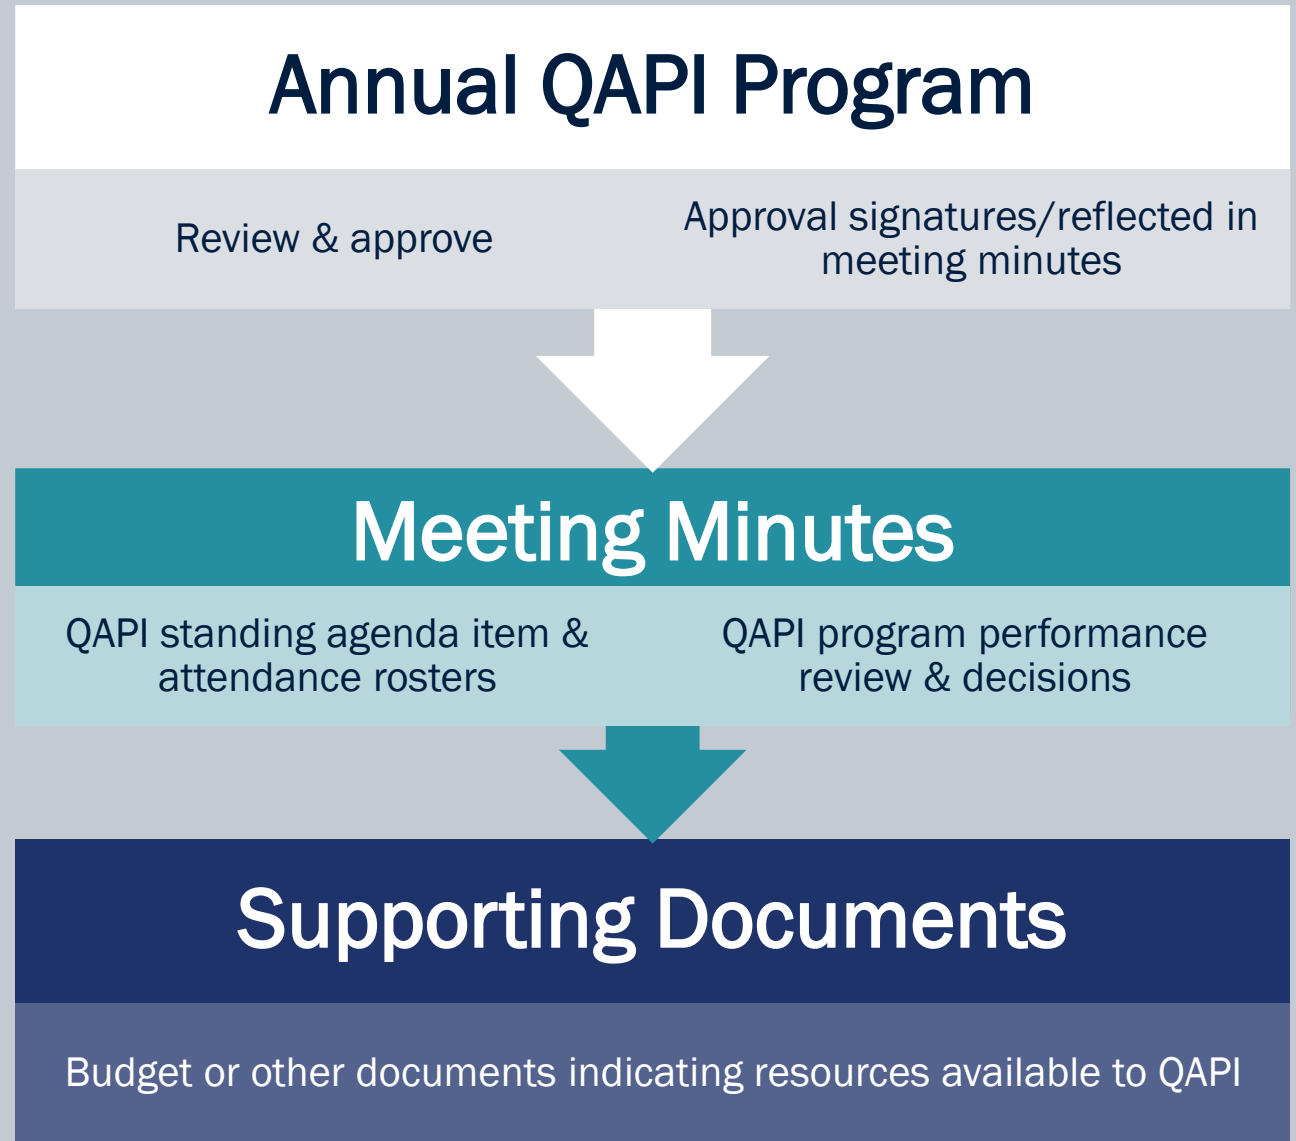 Annual QAPI Program
Review & approve
Approval signatures/reflected in
meeting minutes
Meeting Minutes
QAPI standing agenda item &
attendance rosters
QAPI program performance
review & decisions
Supporting Documents
Budget or other documents indicating resources available to QAPI